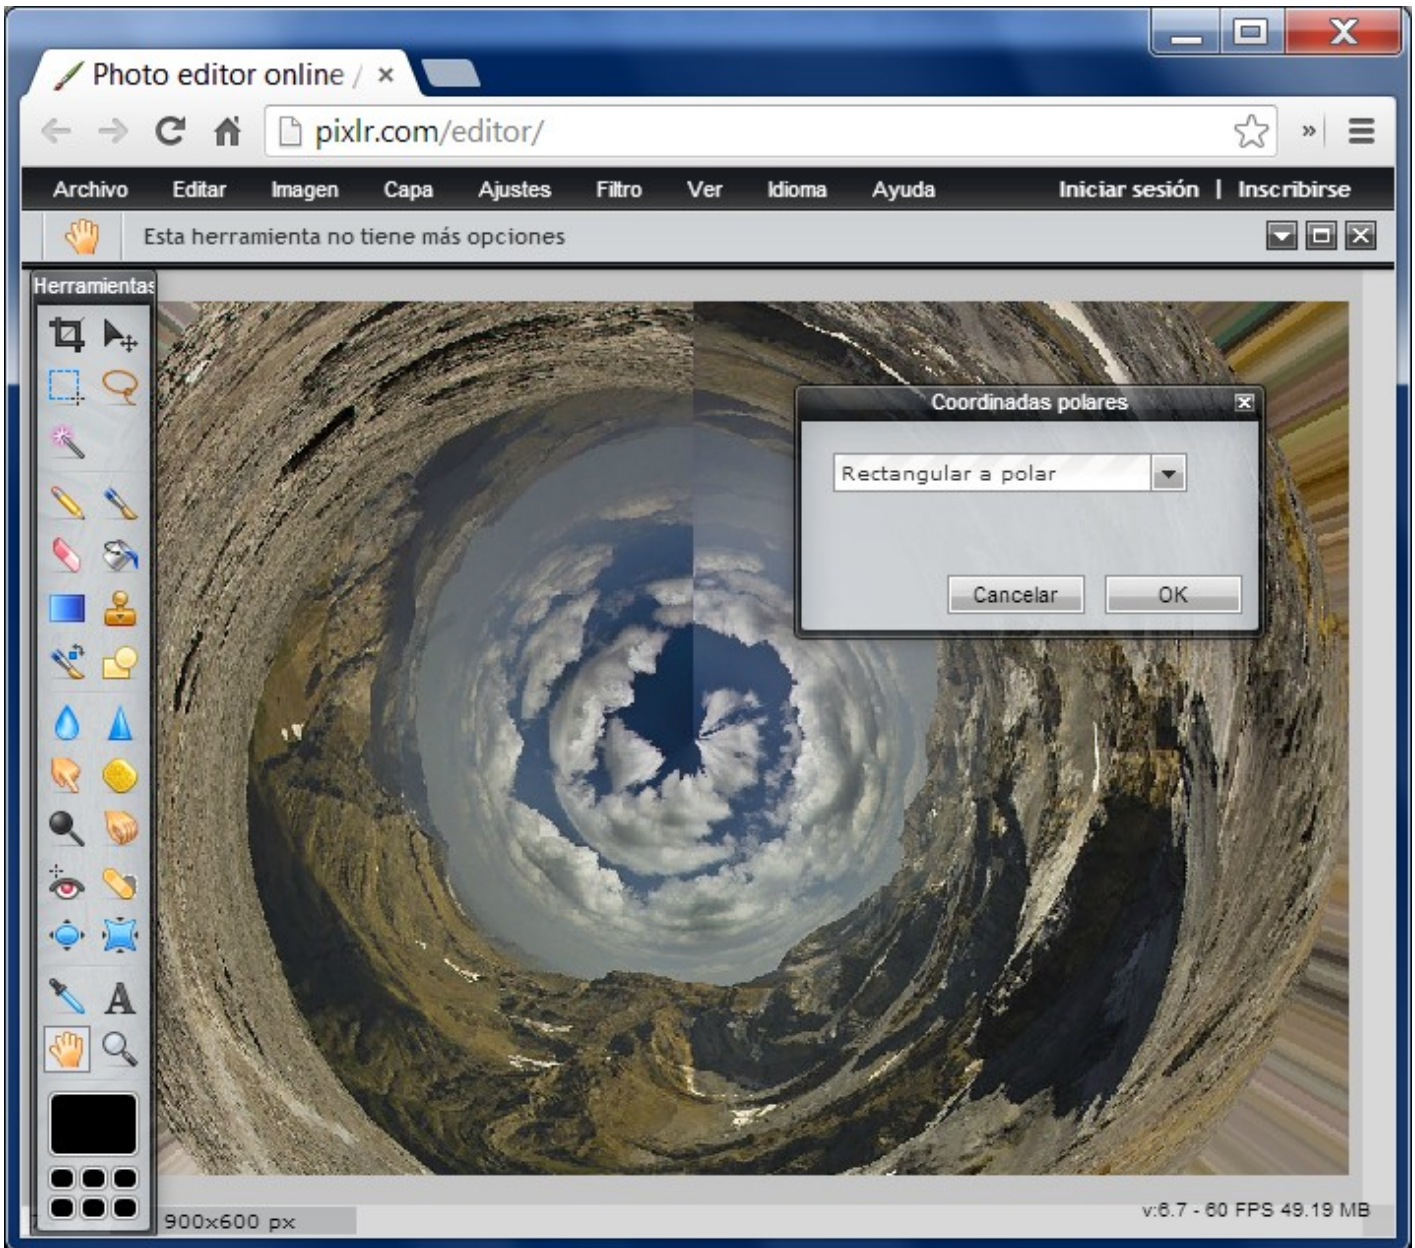 Photo editor online /
pixlr.com/editor/
Archivo Editar Imagen Capa Ajustes Filtro Ver Idioma Ayuda Iniciar sesión | Inscribirse
Esta herramienta no tiene más opciones
Herramientas
Coordinadas polares
Rectangular a polar
Cancelar OK
900x600 px
v:6.7 - 60 FPS 49.19 MB